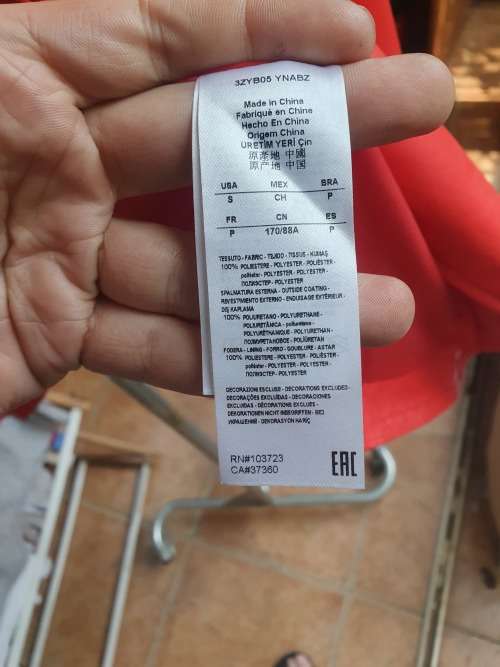 3ZYB05 YNABZ
Made in China
Fabriqué en Chine
Hecho En China
Origem China
ÜRETİM YERİ Çin
原產地 中國
原产地 中国
USA MEX BRA
S CH P
FR CN ES
P 170/88A P
TESSUTO - FABRIC - TEJIDO - TISSUS - KUMAŞ
100% POLIESTERE - POLYESTER - POLIÉSTER -
poliéster - POLYESTER - POLYESTER -
ПОЛИЭСТЕР - POLYESTER
SPALMATURA ESTERNA - OUTSIDE COATING -
REVESTIMENTO EXTERNO - ENDUISAGE EXTÉRIEUR -
DIŞ KAPLAMA
100% POLIURETANO - POLYURETHANE -
POLIURETÂNICA - poliuretano -
POLYURÉTHANIQUE - POLYURETHAN -
ПОЛИУРЕТАНОВОЕ - POLİÜRETAN
FODERA - LINING - FORRO - DOUBLURE - ASTAR
100% POLIESTERE - POLYESTER - POLIÉSTER -
poliéster - POLYESTER - POLYESTER -
ПОЛИЭСТЕР - POLYESTER
DECORAZIONI ESCLUSE - DECORATIONS EXCLUDED -
DECORAÇÕES EXCLUÍDAS - DECORACIONES
EXCLUIDAS - DÉCORATIONS EXCLUES -
DEKORATIONEN NICHT INBEGRIFFEN - БЕЗ
УКРАШЕНИЙ - DEKORASYON HARİÇ
RN#103723
CA#37360
EAC